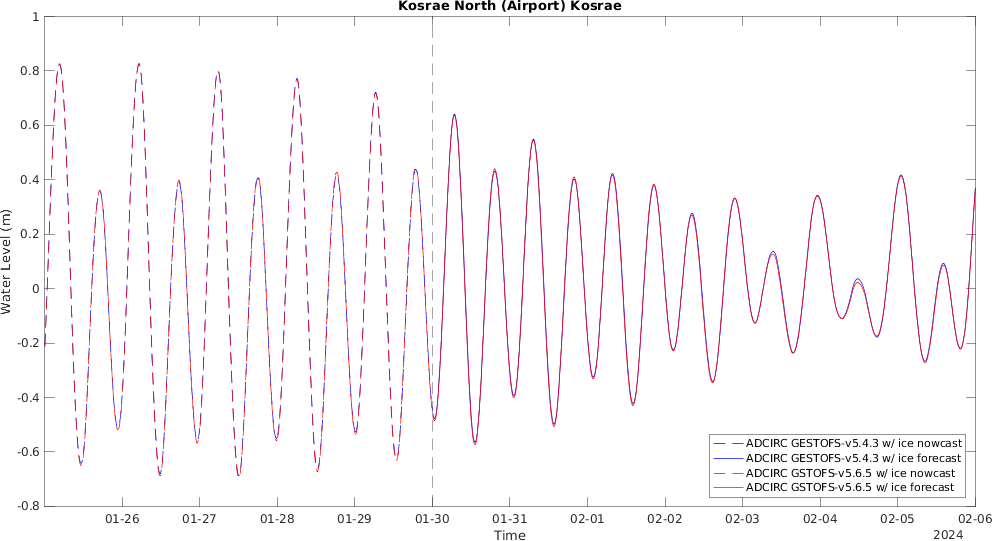 Kosrae North (Airport) Kosrae
1
0.8
0.6
0.4
0.2
0
-0.2
-0.4
-0.6
-0.8
Water Level (m)
01-26 01-27 01-28 01-29 01-30 01-31 02-01 02-02 02-03 02-04 02-05 02-06
Time
2024
ADCIRC GESTOFS-v5.4.3 w/ ice nowcast
ADCIRC GESTOFS-v5.4.3 w/ ice forecast
ADCIRC GSTOFS-v5.6.5 w/ ice nowcast
ADCIRC GSTOFS-v5.6.5 w/ ice forecast